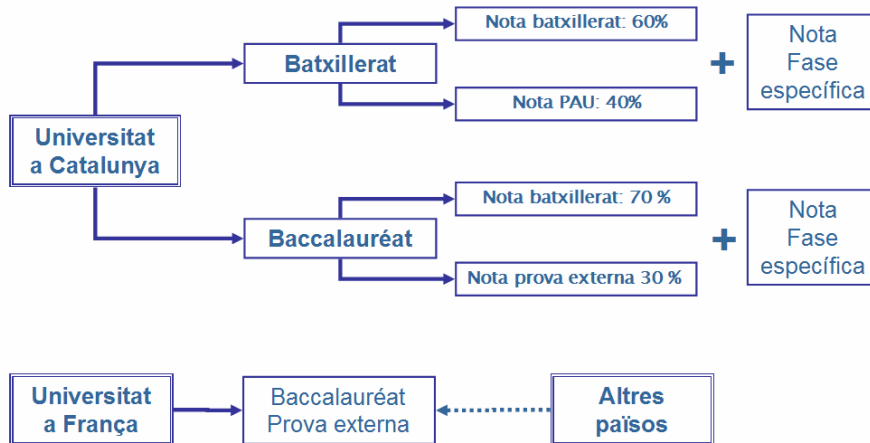 Nota batxillerat: 60%
Batxillerat
Nota PAU: 40%
+
Nota
Fase
específica
Universitat
a Catalunya
Nota batxillerat: 70 %
Baccalauréat
Nota prova externa 30 %
+
Nota
Fase
específica
Universitat
a França
Baccalauréat
Prova externa
Altres
països